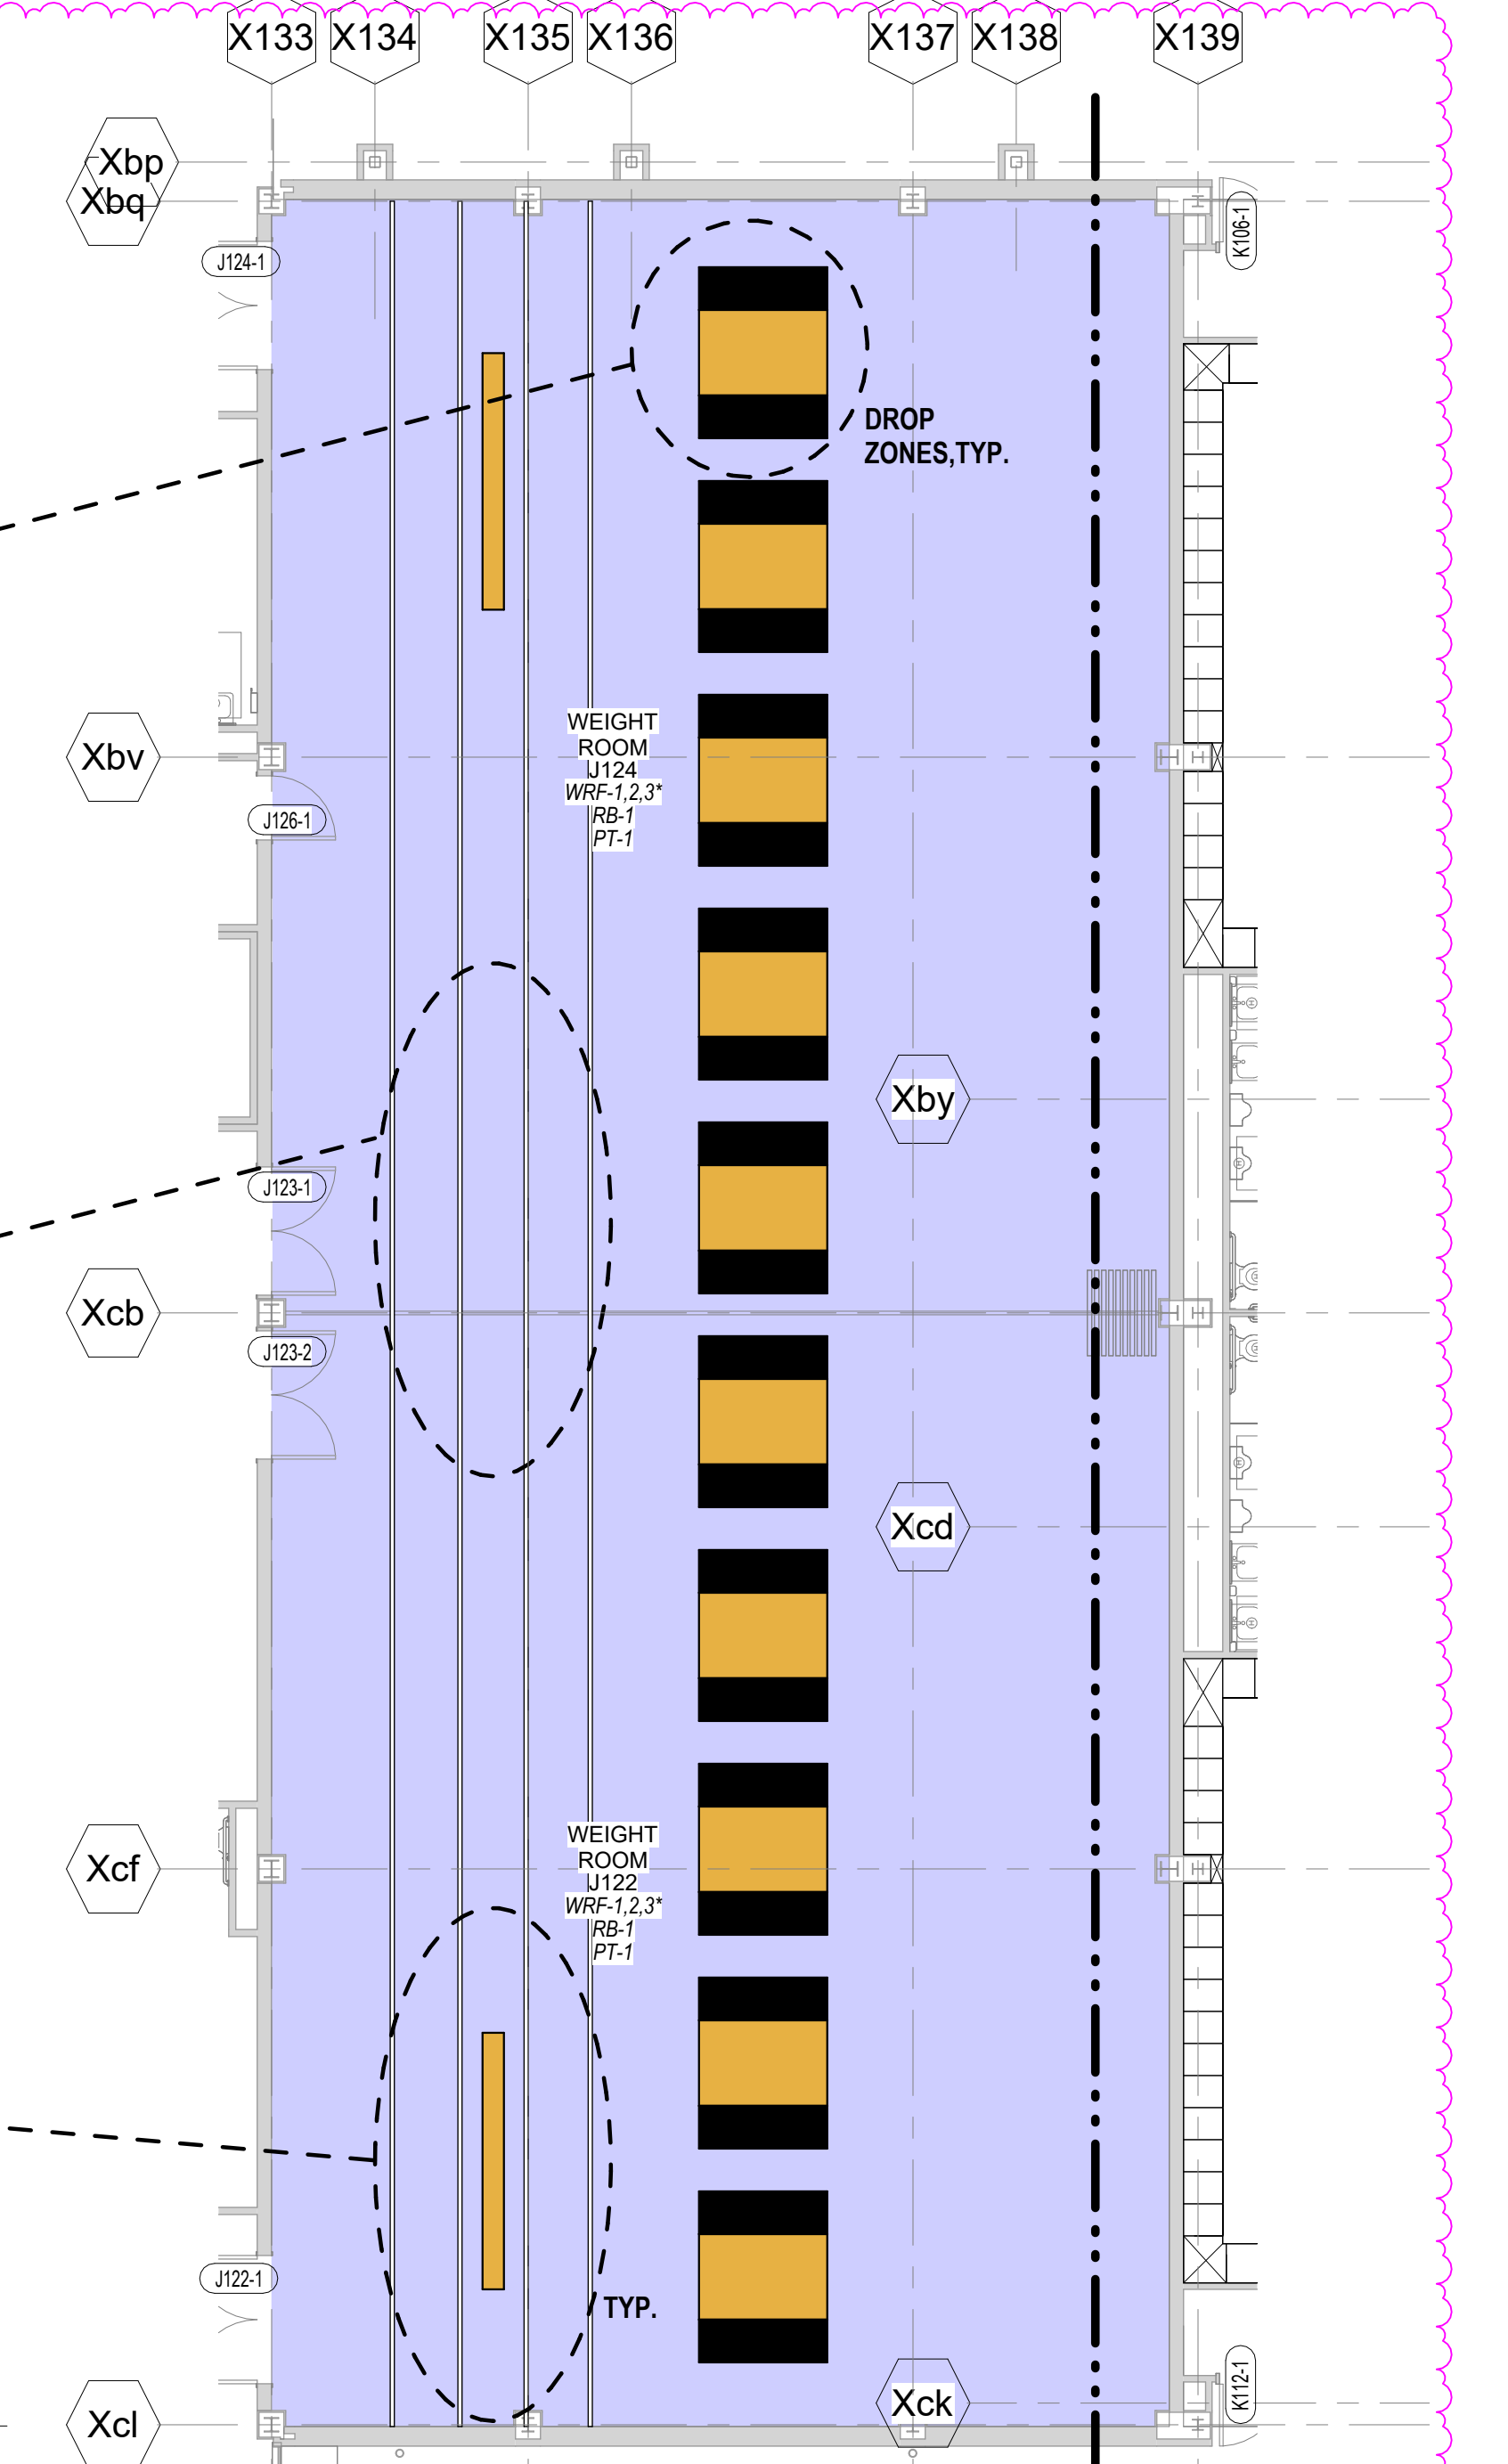 X133 X134 X135 X136 X137 X138 X139
Xbp
Xbq
J124-1
K106-1
DROP
ZONES,TYP.
WEIGHT
ROOM
J124
WRF-1,2,3*
RB-1
PT-1
Xbv
J126-1
Xby
J123-1
Xcb
J123-2
Xcd
WEIGHT
ROOM
J122
WRF-1,2,3*
RB-1
PT-1
Xcf
J122-1
TYP.
K112-1
Xck
Xcl